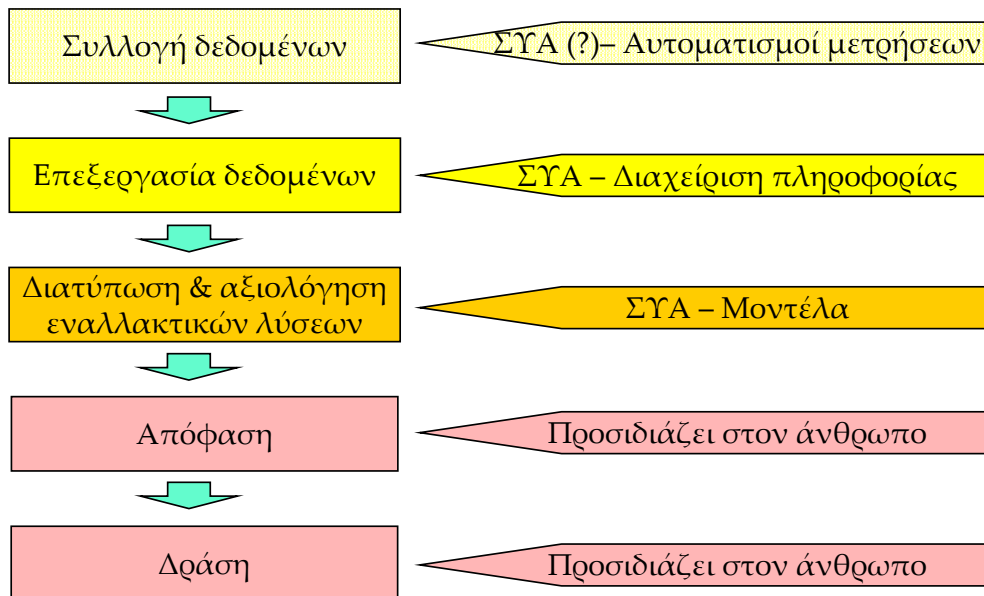 Συλλογή δεδομένων
ΣΥΑ (?)– Αυτοματισμοί μετρήσεων
Επεξεργασία δεδομένων
ΣΥΑ – Διαχείριση πληροφορίας
Διατύπωση & αξιολόγηση
εναλλακτικών λύσεων
ΣΥΑ – Μοντέλα
Απόφαση
Προσιδιάζει στον άνθρωπο
Δράση
Προσιδιάζει στον άνθρωπο